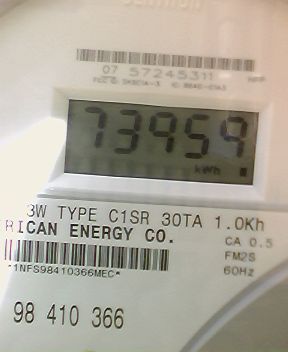 07 57245311
73959
kWh
3W TYPE C1SR 30TA 1.0Kh
RICAN ENERGY CO.
CA 0.5
FM2S
60Hz
*1NFS98410366MEC*
98 410 366